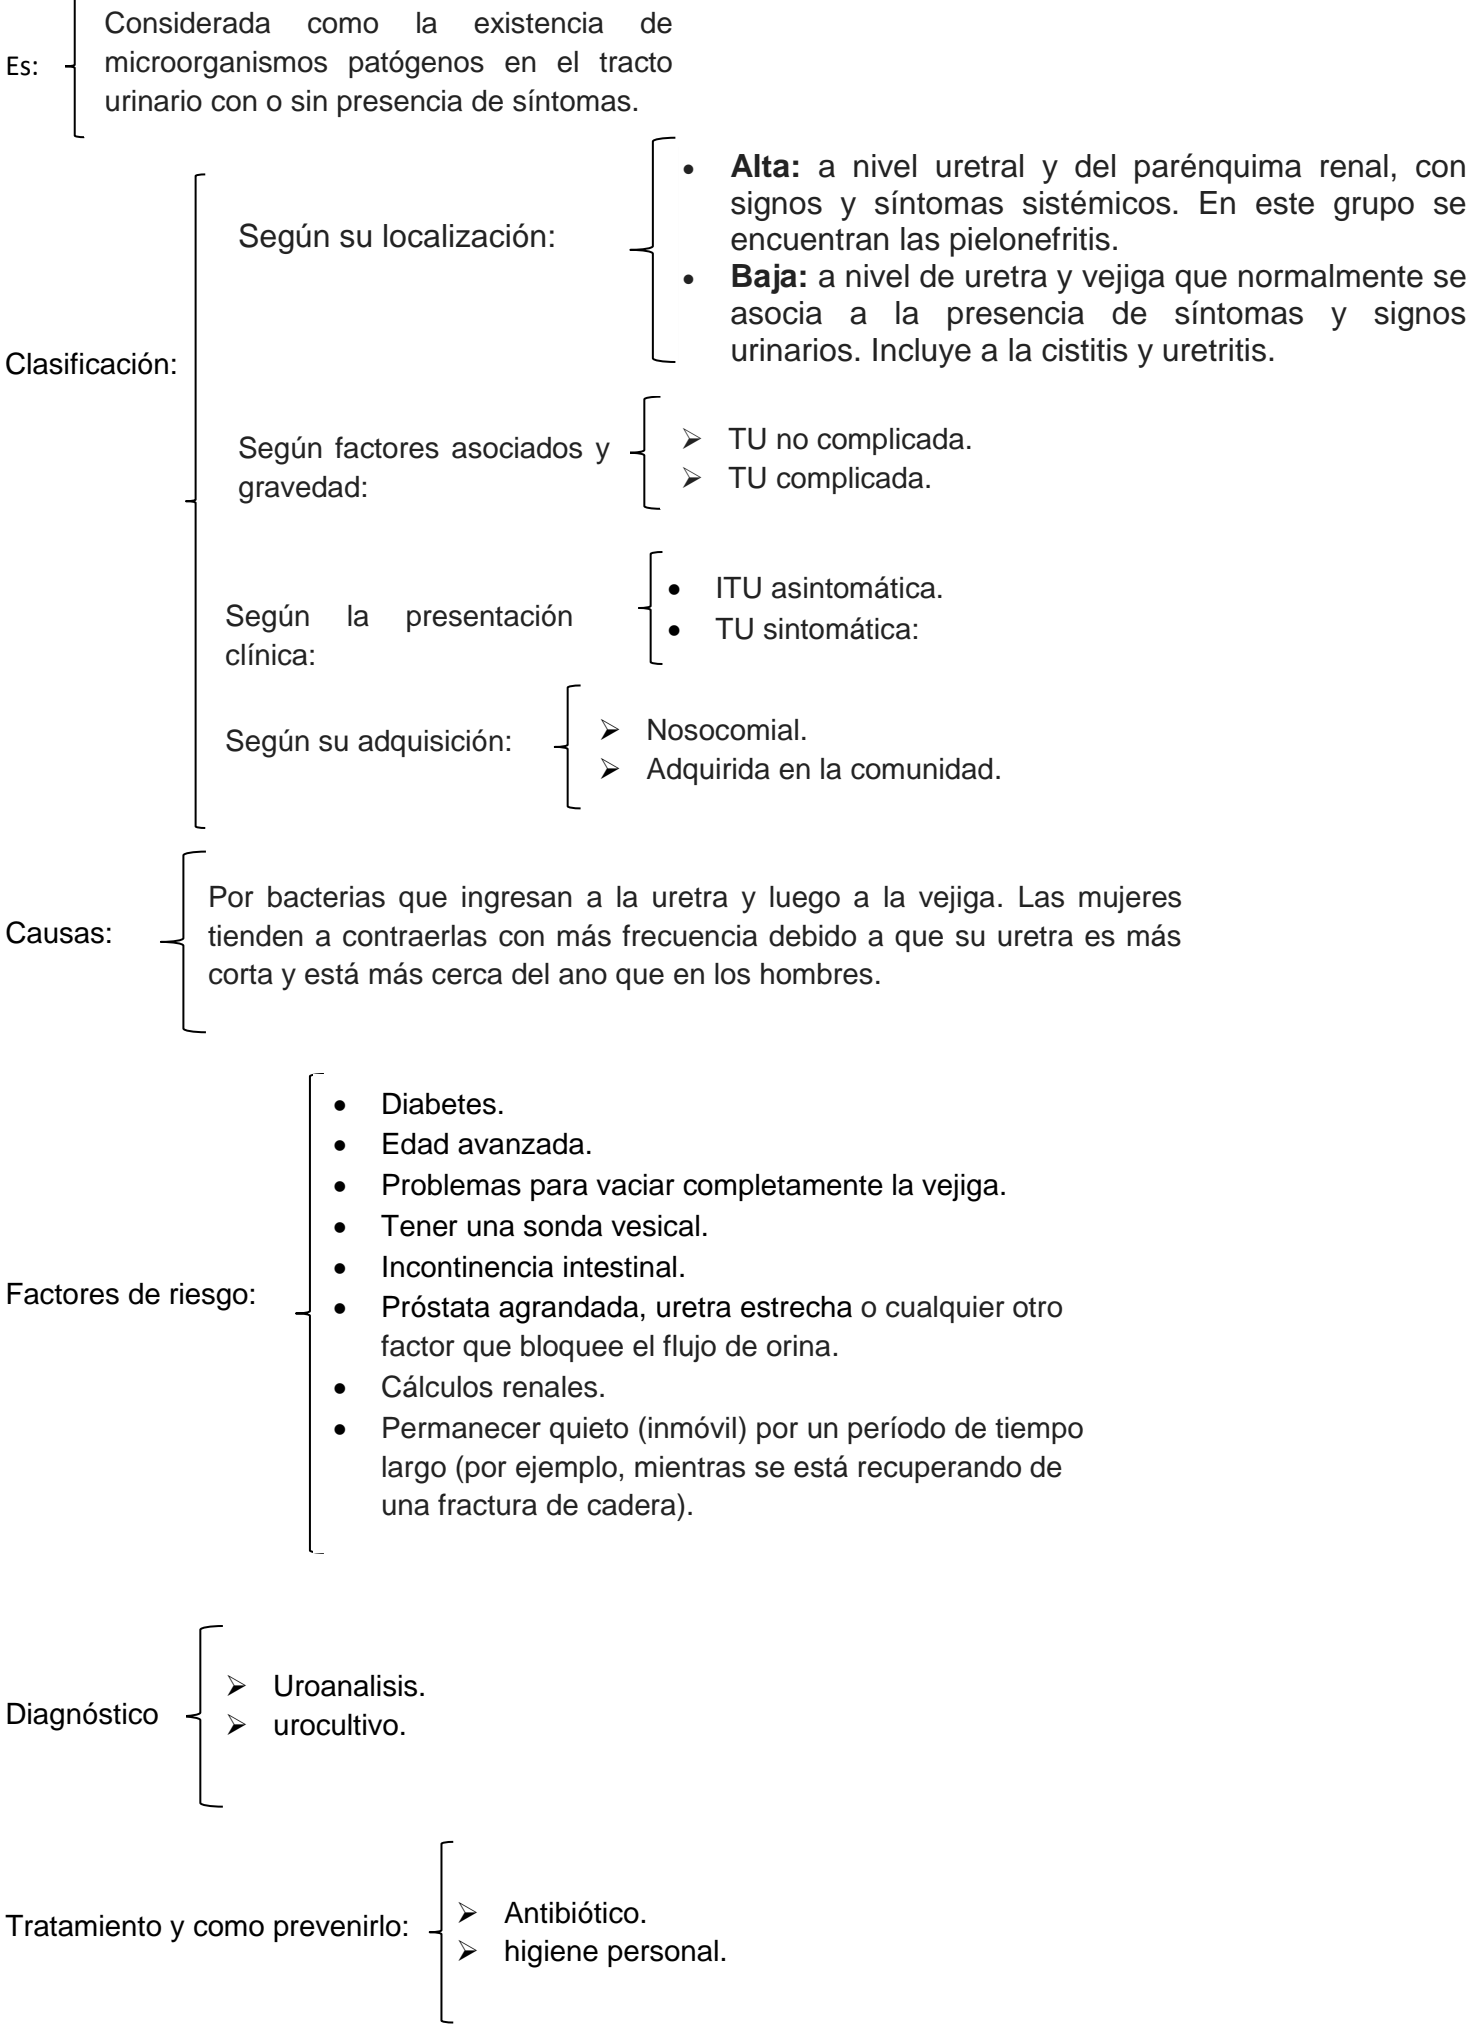 Considerada como la existencia de
Es: microorganismos patógenos en el tracto
urinario con o sin presencia de síntomas.
Clasificación:
Según su localización:
• Alta: a nivel uretral y del parénquima renal, con
signos y síntomas sistémicos. En este grupo se
encuentran las pielonefritis.
• Baja: a nivel de uretra y vejiga que normalmente se
asocia a la presencia de síntomas y signos
urinarios. Incluye a la cistitis y uretritis.
Según factores asociados y
gravedad:
➢ TU no complicada.
➢ TU complicada.
Según la presentación
clínica:
• ITU asintomática.
• TU sintomática:
Según su adquisición:
➢ Nosocomial.
➢ Adquirida en la comunidad.
Causas:
Por bacterias que ingresan a la uretra y luego a la vejiga. Las mujeres
tienden a contraerlas con más frecuencia debido a que su uretra es más
corta y está más cerca del ano que en los hombres.
Factores de riesgo:
• Diabetes.
• Edad avanzada.
• Problemas para vaciar completamente la vejiga.
• Tener una sonda vesical.
• Incontinencia intestinal.
• Próstata agrandada, uretra estrecha o cualquier otro
factor que bloquee el flujo de orina.
• Cálculos renales.
• Permanecer quieto (inmóvil) por un período de tiempo
largo (por ejemplo, mientras se está recuperando de
una fractura de cadera).
Diagnóstico
➢ Uroanalisis.
➢ urocultivo.
Tratamiento y como prevenirlo:
➢ Antibiótico.
➢ higiene personal.